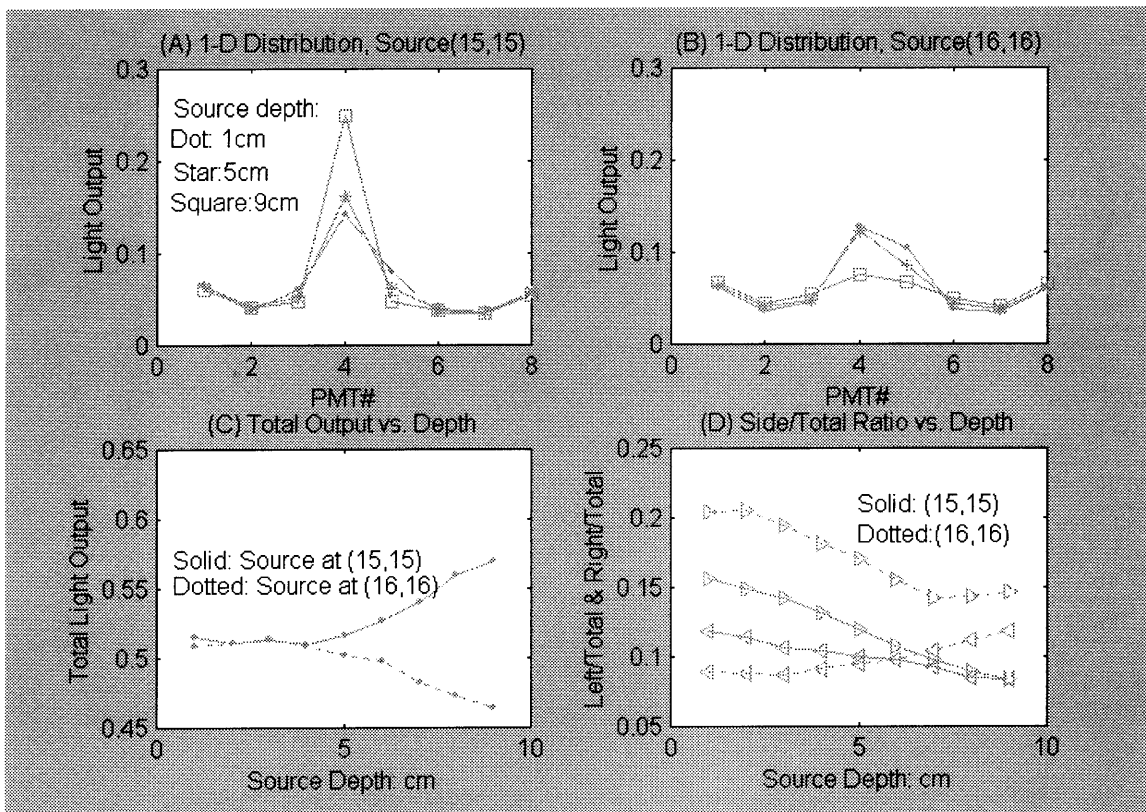 (A) 1-D Distribution, Source(15,15)
0.3
0.2
0.1
0
Light Output
Source depth:
Dot: 1cm
Star:5cm
Square:9cm
0 2 4 6 8
PMT#
(B) 1-D Distribution, Source(16,16)
0.3
0.2
0.1
0
Light Output
0 2 4 6 8
PMT#
(C) Total Output vs. Depth
0.65
0.6
0.55
0.5
0.45
Total Light Output
Solid: Source at (15,15)
Dotted: Source at (16,16)
0 5 10
Source Depth: cm
(D) Side/Total Ratio vs. Depth
0.25
0.2
0.15
0.1
0.05
Left/Total & Right/Total
Solid: (15,15)
Dotted:(16,16)
0 5 10
Source Depth: cm